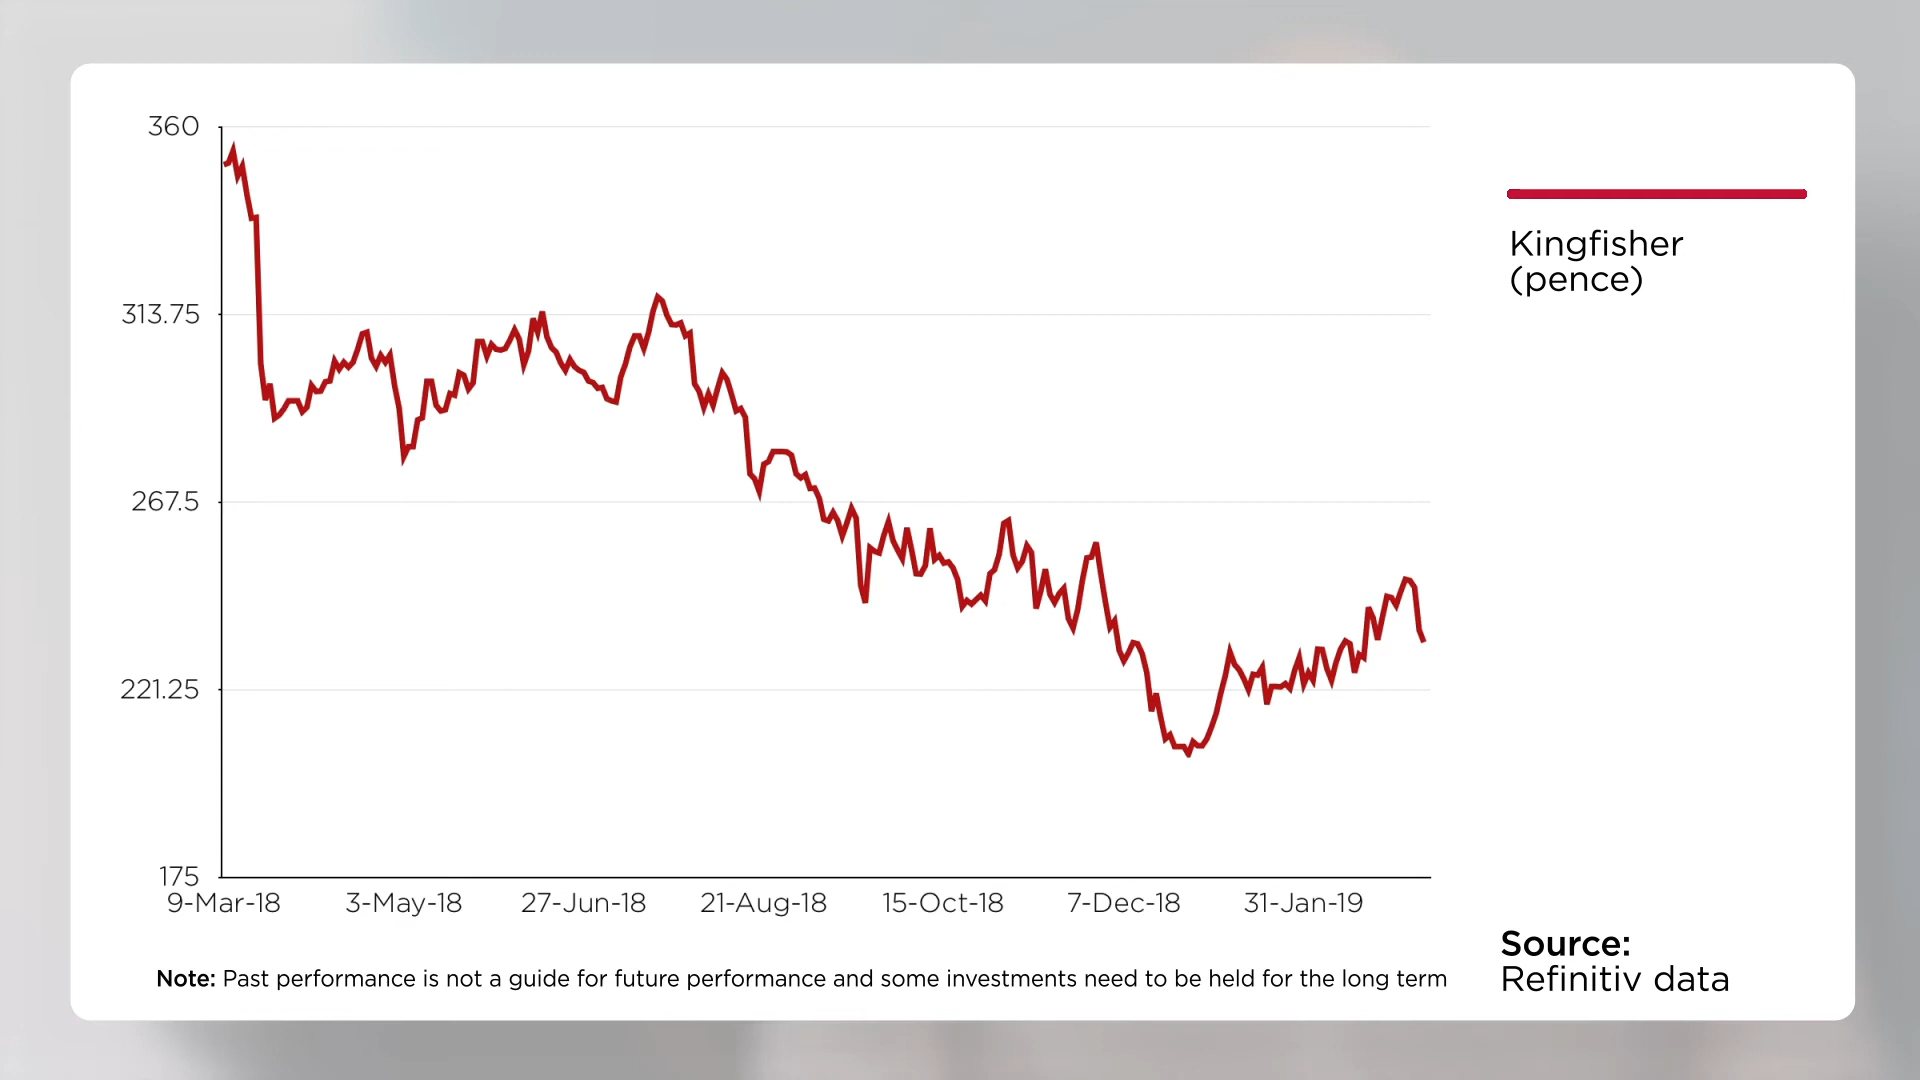 360
313.75
267.5
221.25
175
9-Mar-18
3-May-18
27-Jun-18
21-Aug-18
15-Oct-18
7-Dec-18
31-Jan-19
Kingfisher
(pence)
Note: Past performance is not a guide for future performance and some investments need to be held for the long term
Source:
Refinitiv data